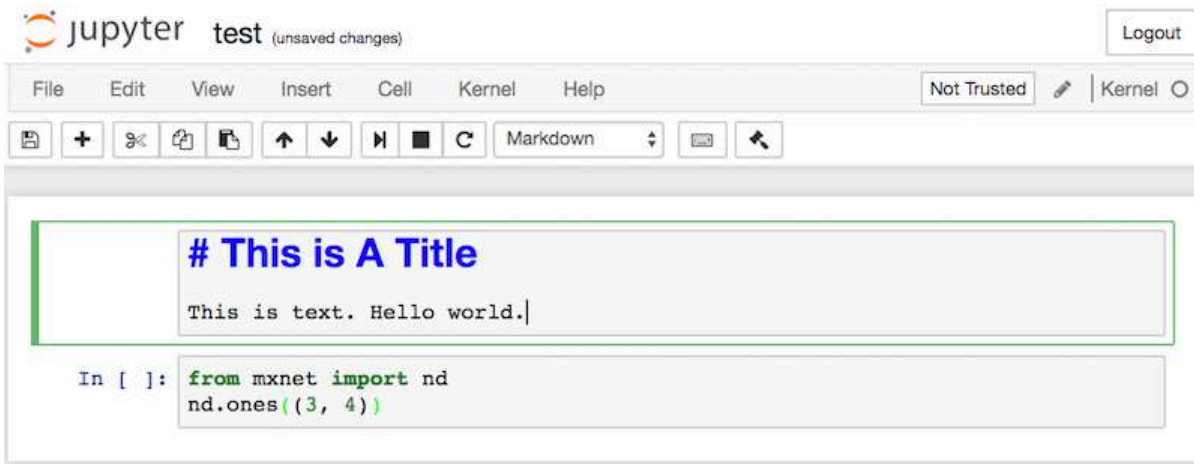 jupyter test (unsaved changes) Logout
File Edit View Insert Cell Kernel Help Not Trusted Kernel
Markdown
# This is A Title
This is text. Hello world.
In [ ]: from mxnet import nd
nd.ones((3, 4))